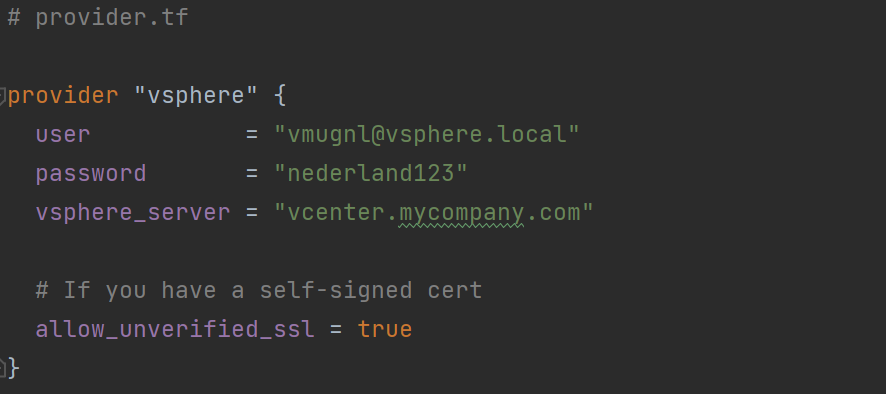 # provider.tf
provider "vsphere" {
  user           = "vmugnl@vsphere.local"
  password       = "nederland123"
  vsphere_server = "vcenter.mycompany.com"
  # If you have a self-signed cert
  allow_unverified_ssl = true
}